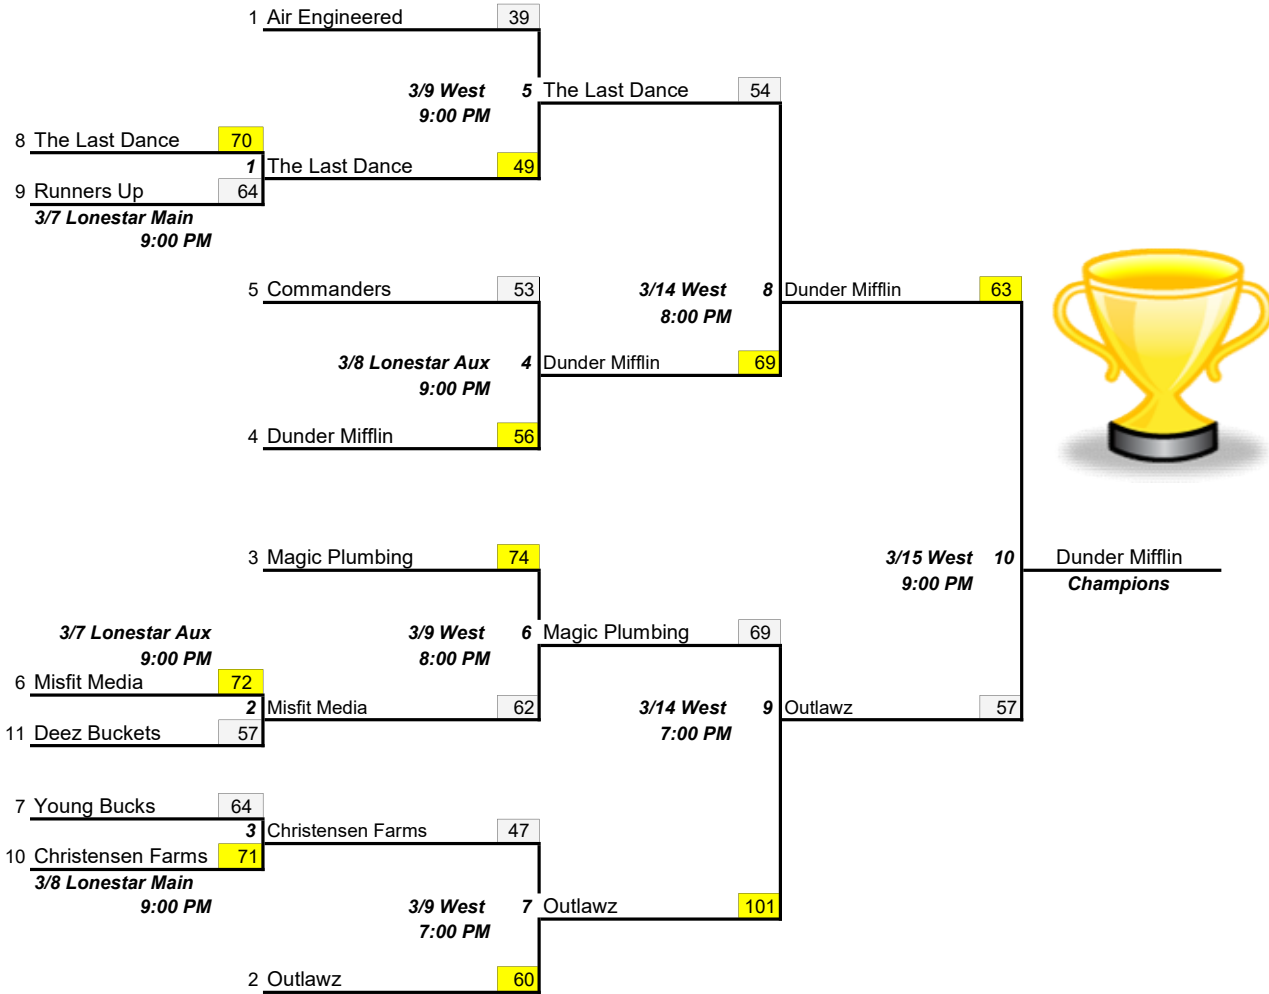 1 Air Engineered 39
3/9 West 5 The Last Dance 54
9:00 PM
8 The Last Dance 70
1 The Last Dance 49
9 Runners Up 64
3/7 Lonestar Main
9:00 PM
5 Commanders 53
3/14 West 8 Dunder Mifflin 63
8:00 PM
3/8 Lonestar Aux 4 Dunder Mifflin 69
9:00 PM
4 Dunder Mifflin 56
3 Magic Plumbing 74
3/15 West 10 Dunder Mifflin
9:00 PM Champions
3/7 Lonestar Aux 3/9 West 6 Magic Plumbing 69
9:00 PM 8:00 PM
6 Misfit Media 72
2 Misfit Media 62 3/14 West 9 Outlawz 57
11 Deez Buckets 57 7:00 PM
7 Young Bucks 64
3 Christensen Farms 47
10 Christensen Farms 71
3/8 Lonestar Main
9:00 PM 3/9 West 7 Outlawz 101
7:00 PM
2 Outlawz 60